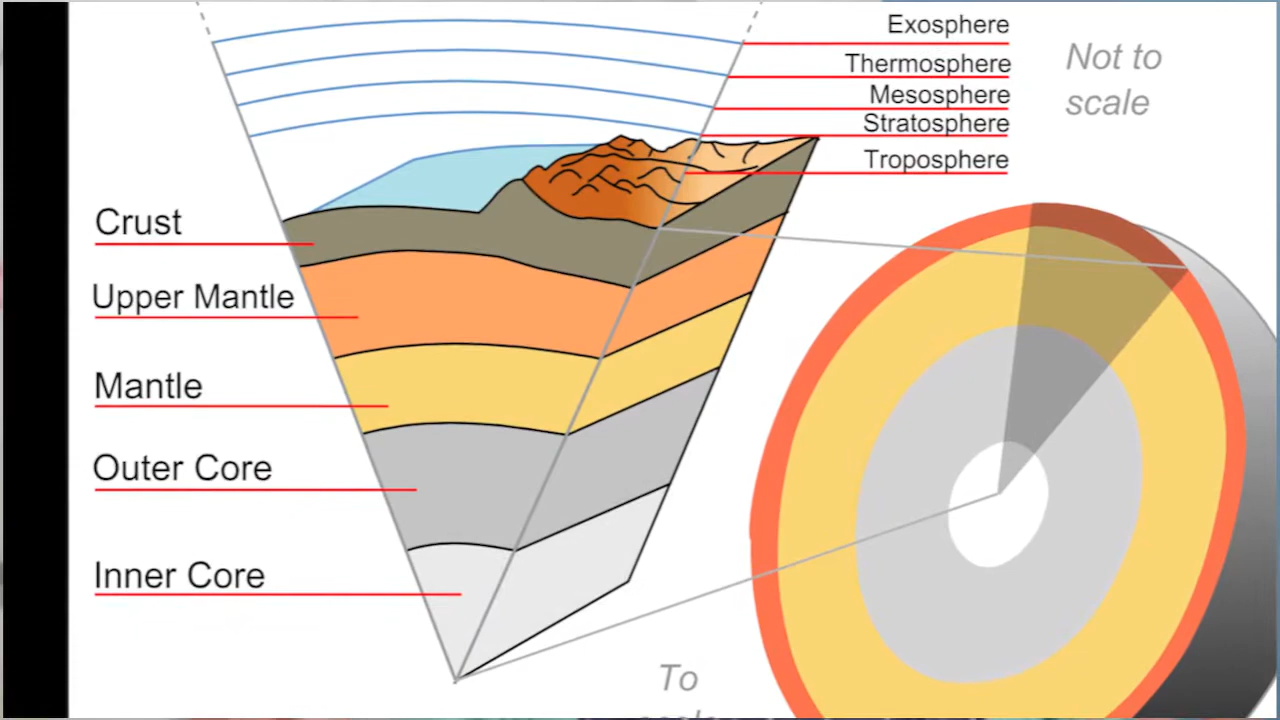 Exosphere
Thermosphere
Mesosphere
Stratosphere
Troposphere
Not to
scale
Crust
Upper Mantle
Mantle
Outer Core
Inner Core
To